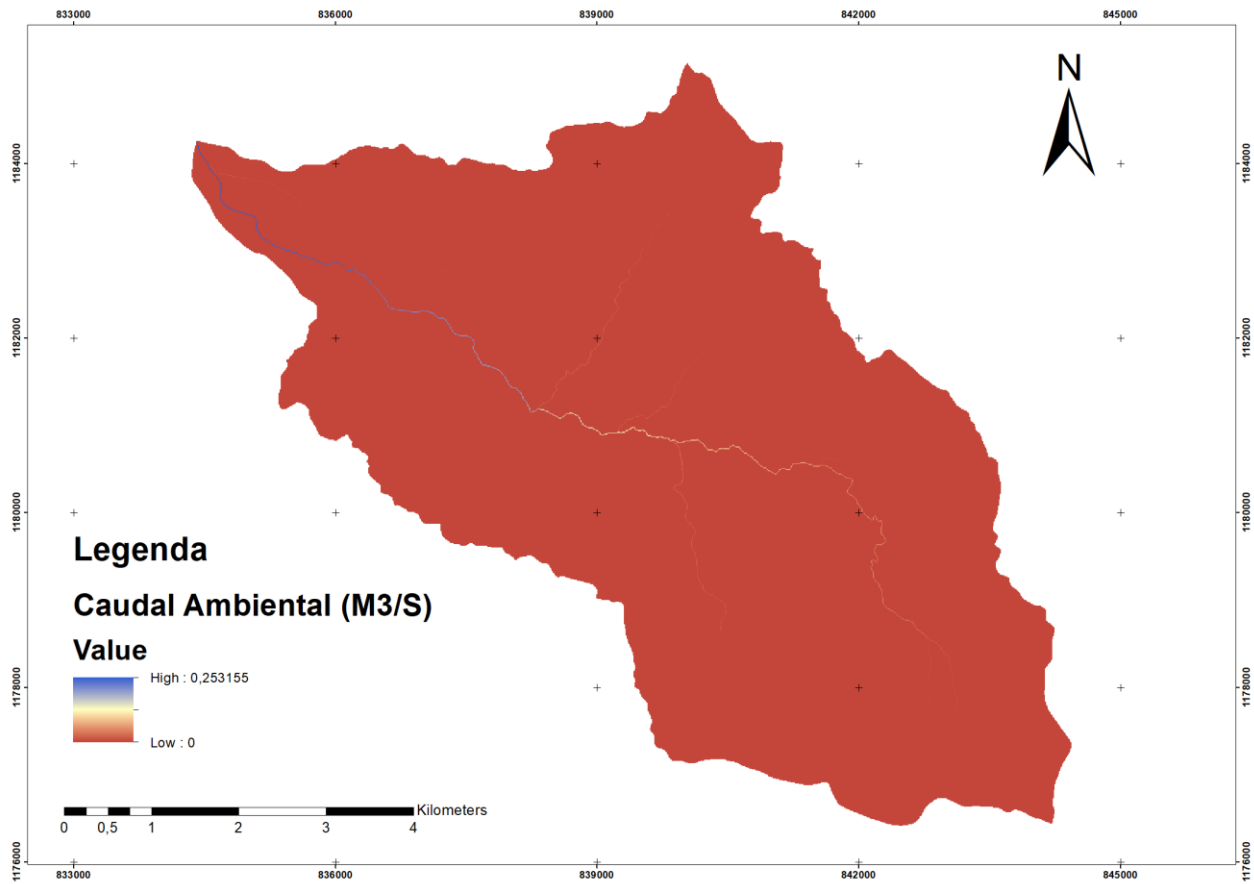 833000 836000 839000 842000 845000
N
1184000 1184000
1182000 1182000
1180000 1180000
Legenda
Caudal Ambiental (M3/S)
Value
High : 0,253155
1178000 1178000
Low : 0
Kilometers
0 0,5 1 2 3 4
1176000 1176000
833000 836000 839000 842000 845000